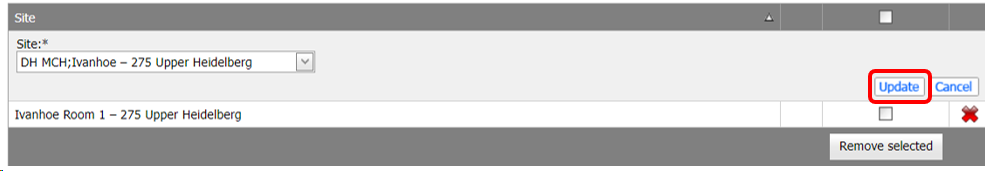 Site
Site:*
DH MCH;Ivanhoe – 275 Upper Heidelberg
Update Cancel
Ivanhoe Room 1 – 275 Upper Heidelberg
Remove selected